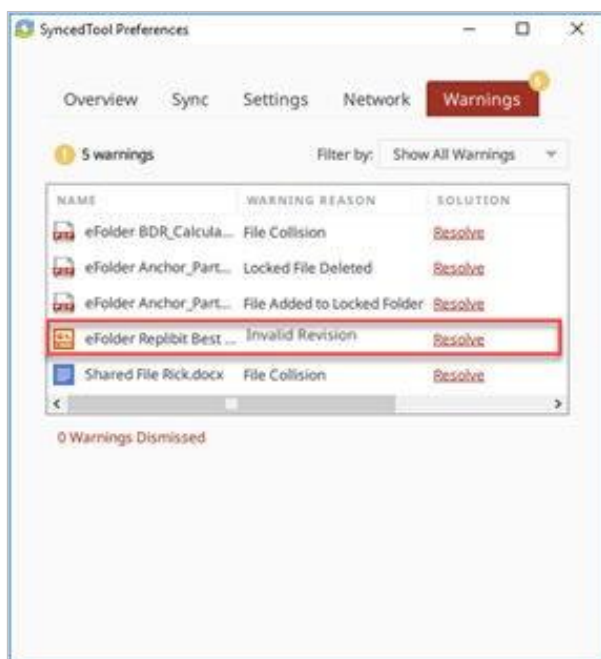 SyncedTool Preferences
Overview Sync Settings Network Warnings
5 warnings Filter by: Show All Warnings
NAME WARNING REASON SOLUTION
eFolder BDR_Calcula... File Collision Resolve
eFolder Anchor_Part... Locked File Deleted Resolve
eFolder Anchor_Part... File Added to Locked Folder Resolve
eFolder Replibit Best ... Invalid Revision Resolve
Shared File Rick.docx File Collision Resolve
0 Warnings Dismissed